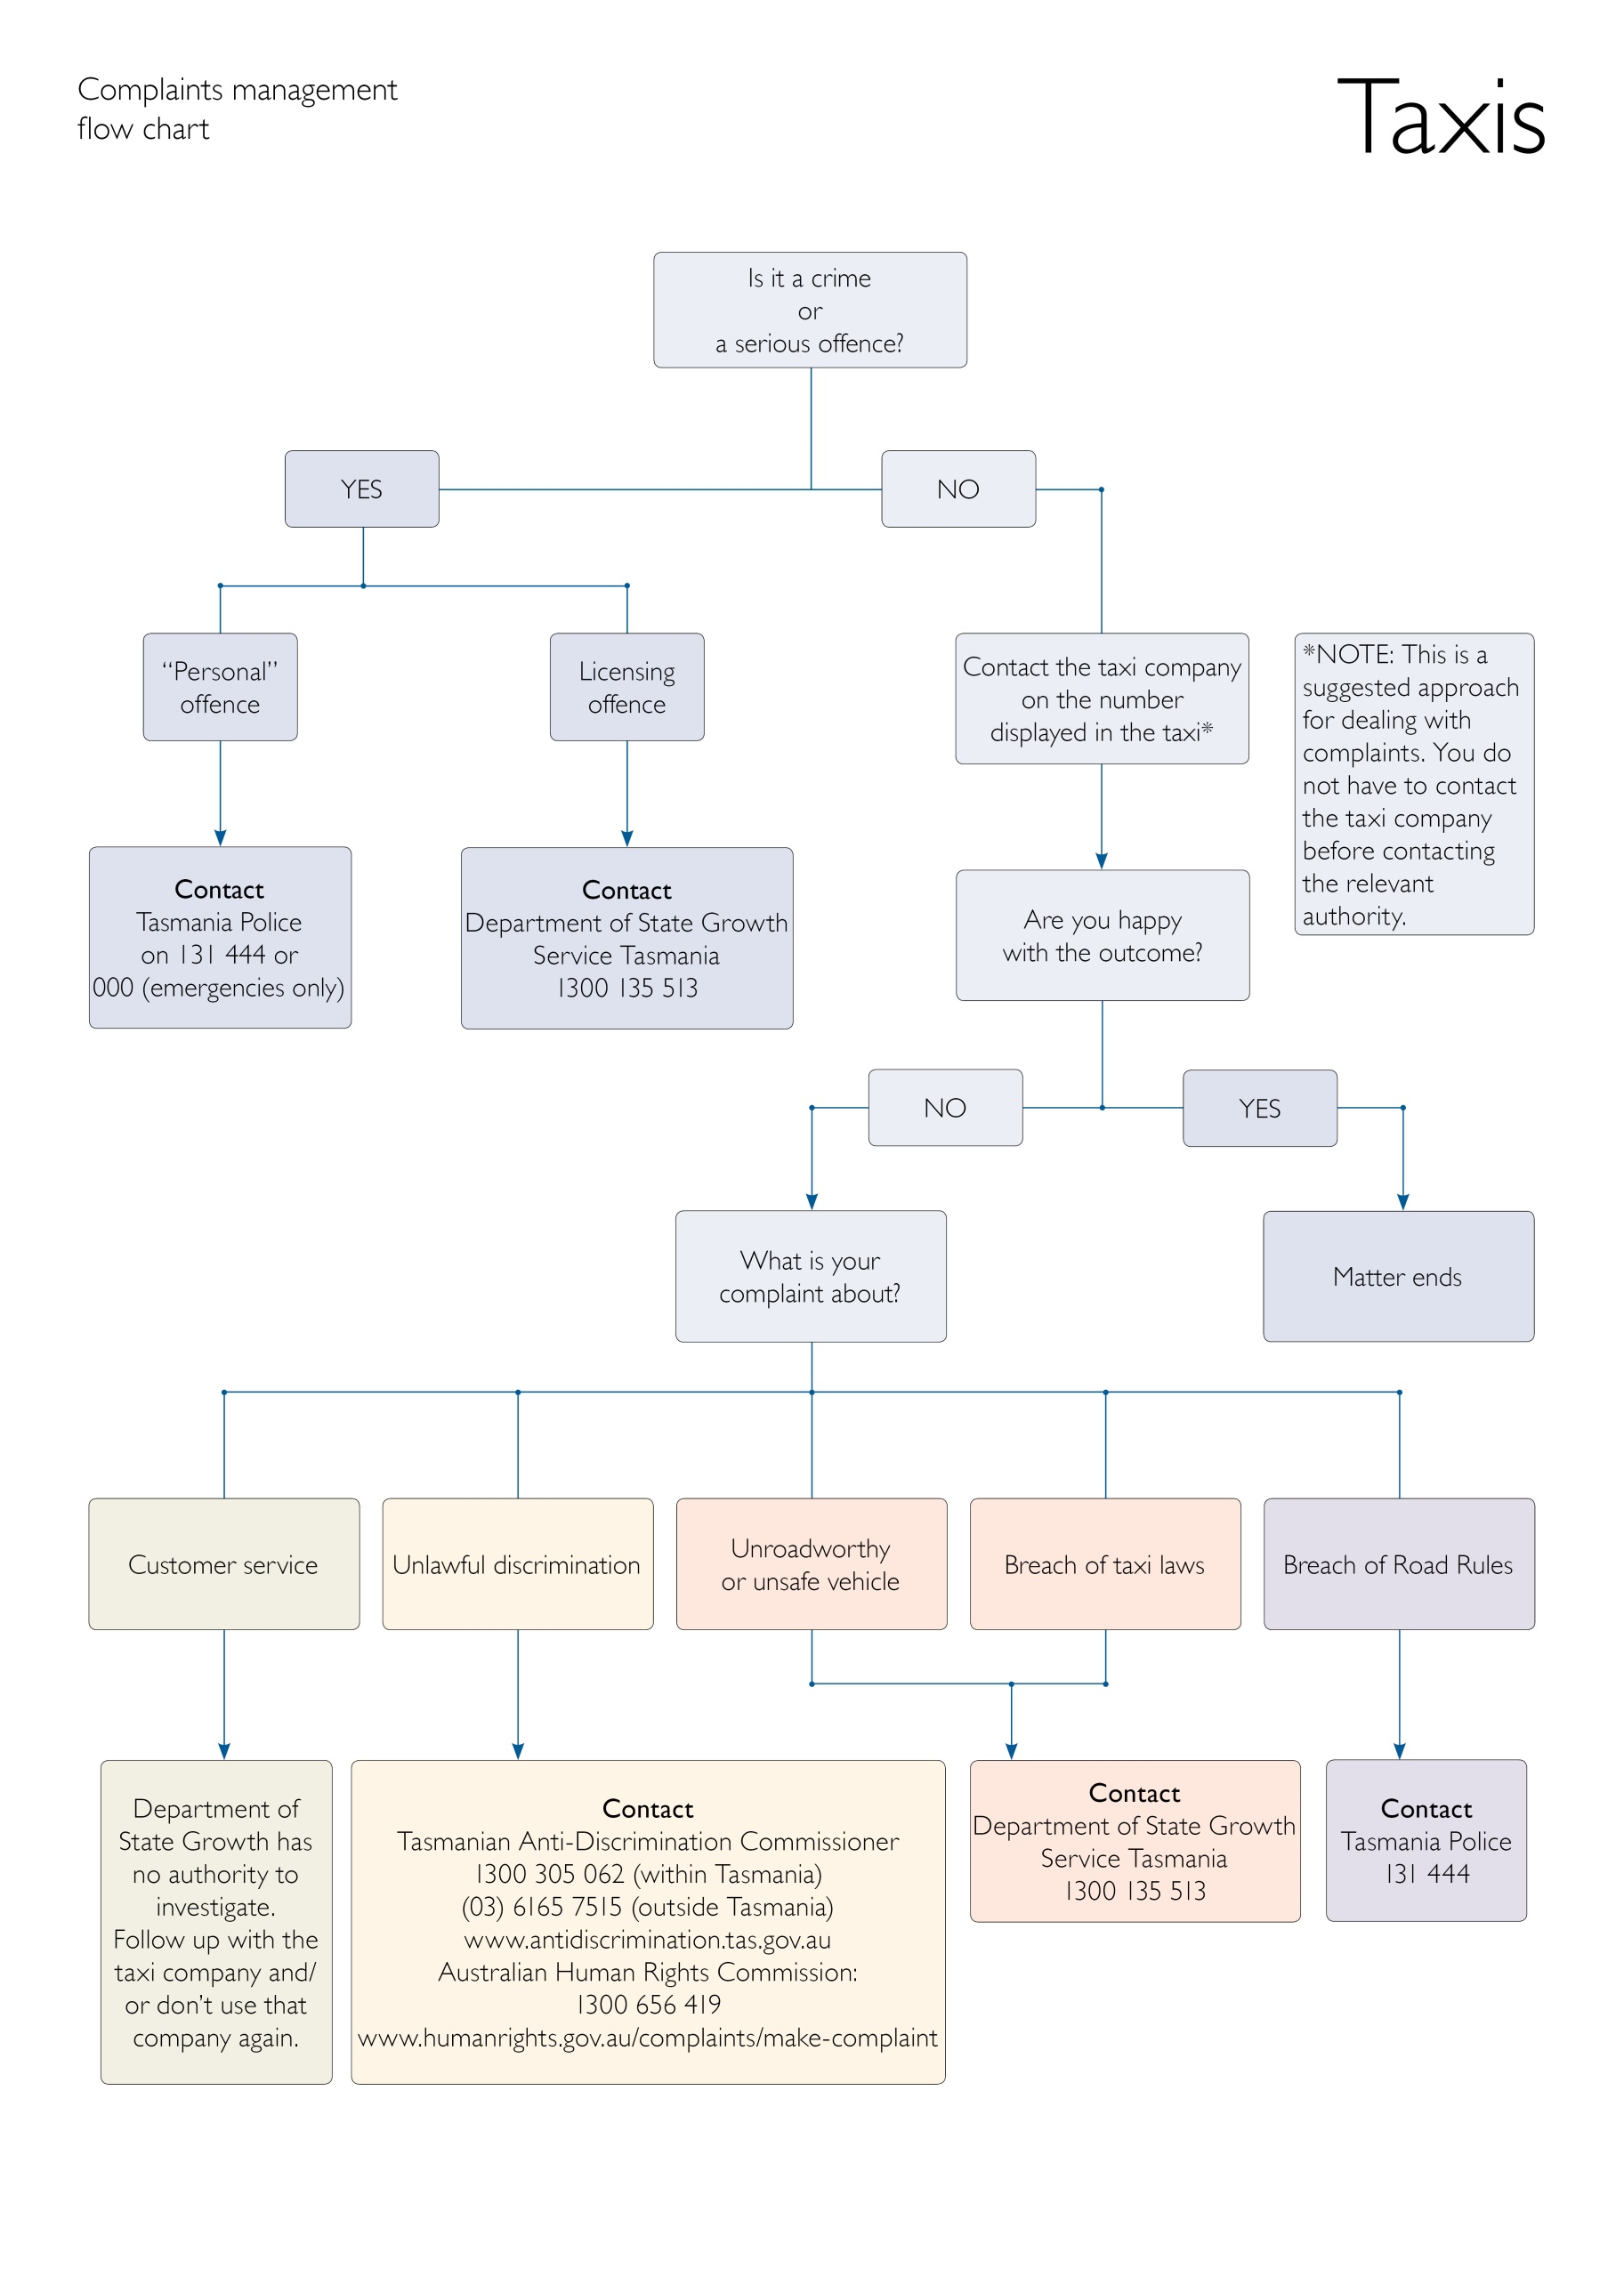 Complaints management
flow chart
Taxis
Is it a crime
or
a serious offence?
YES
NO
“Personal”
offence
Licensing
offence
Contact the taxi company
on the number
displayed in the taxi*
*NOTE: This is a
suggested approach
for dealing with
complaints. You do
not have to contact
the taxi company
before contacting
the relevant
authority.
Contact
Tasmania Police
on 131 444 or
000 (emergencies only)
Contact
Department of State Growth
Service Tasmania
1300 135 513
Are you happy
with the outcome?
NO
YES
What is your
complaint about?
Matter ends
Customer service
Unlawful discrimination
Unroadworthy
or unsafe vehicle
Breach of taxi laws
Breach of Road Rules
Department of
State Growth has
no authority to
investigate.
Follow up with the
taxi company and/
or don’t use that
company again.
Contact
Tasmanian Anti-Discrimination Commissioner
1300 305 062 (within Tasmania)
(03) 6165 7515 (outside Tasmania)
www.antidiscrimination.tas.gov.au
Australian Human Rights Commission:
1300 656 419
www.humanrights.gov.au/complaints/make-complaint
Contact
Department of State Growth
Service Tasmania
1300 135 513
Contact
Tasmania Police
131 444